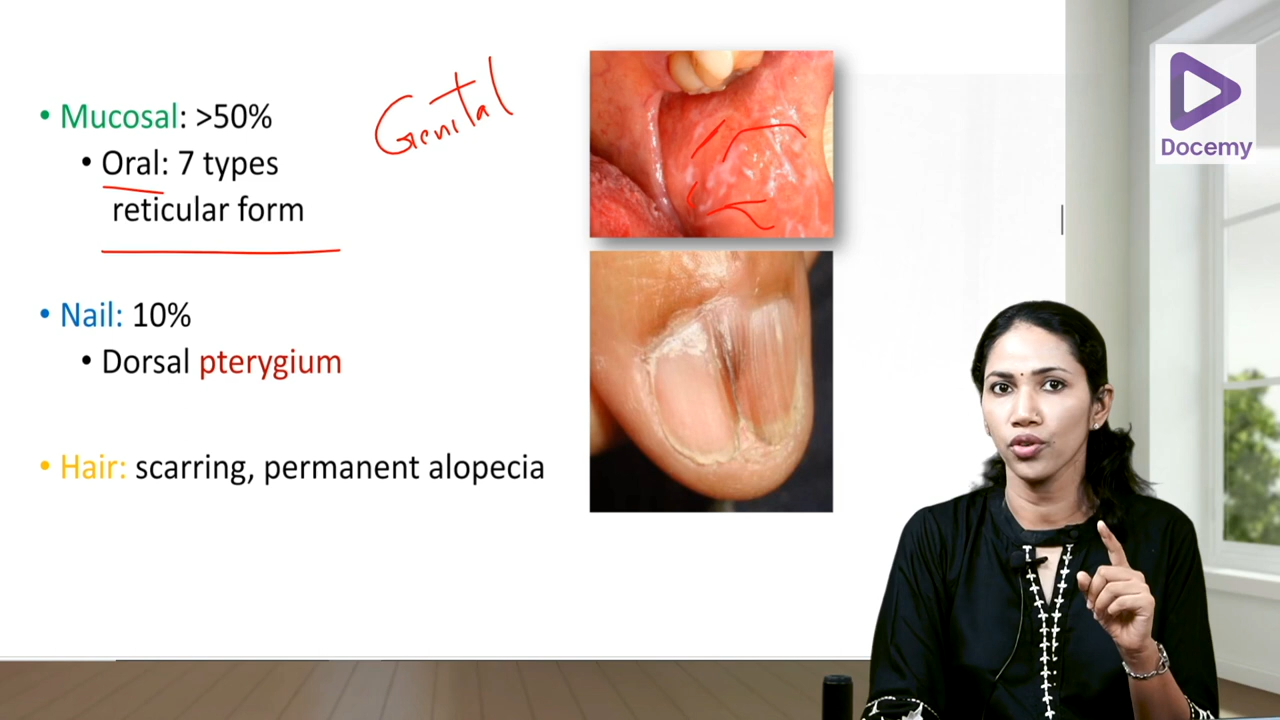 • Mucosal: >50%
Genital
• Oral: 7 types
reticular form
• Nail: 10%
• Dorsal pterygium
• Hair: scarring, permanent alopecia
Docemy